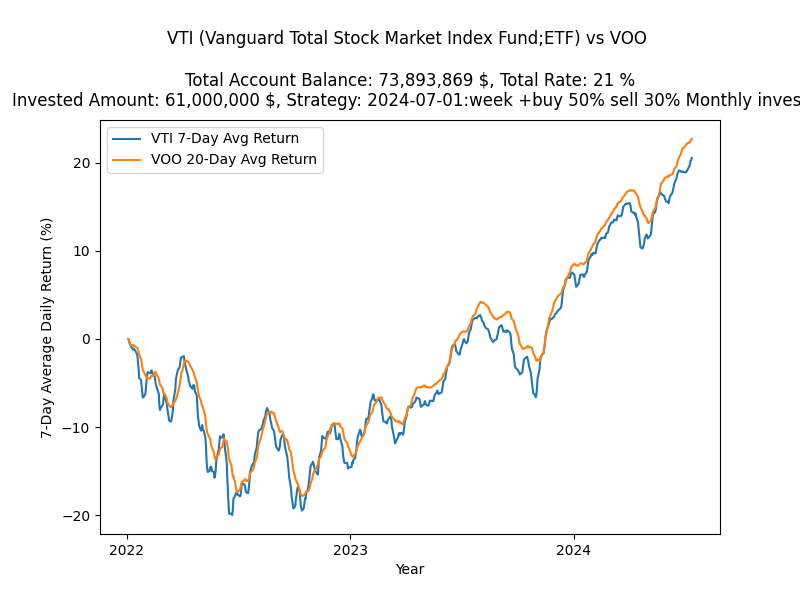 VTI (Vanguard Total Stock Market Index Fund;ETF) vs VOO
Total Account Balance: 73,893,869 $, Total Rate: 21 %
Invested Amount: 61,000,000 $, Strategy: 2024-07-01:week +buy 50% sell 30% Monthly inves
VTI 7-Day Avg Return
VOO 20-Day Avg Return
7-Day Average Daily Return (%)
20
10
0
−10
−20
2022
2023
2024
Year